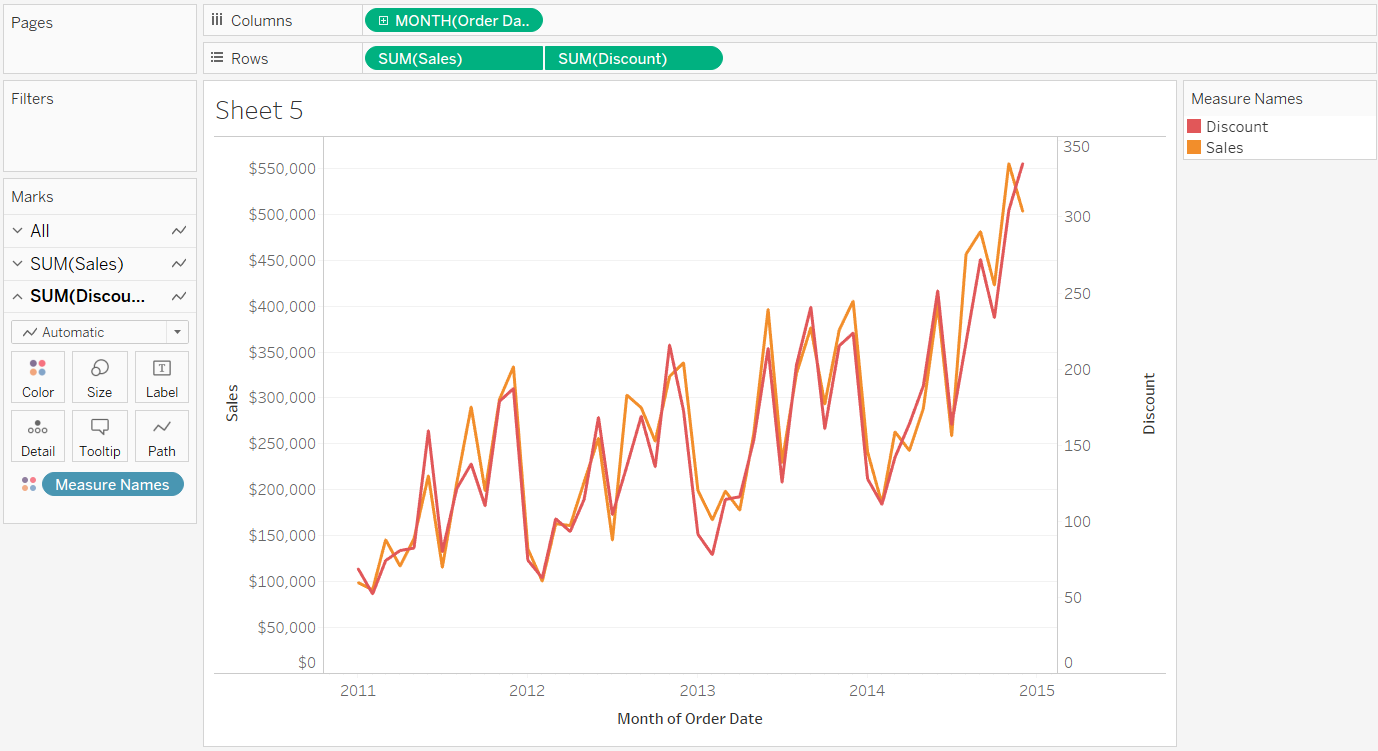 Pages
Columns
MONTH(Order Da..
Rows
SUM(Sales)
SUM(Discount)
Filters
Marks
All
SUM(Sales)
SUM(Discou...
Automatic
Color
Size
Label
Detail
Tooltip
Path
Measure Names
Sheet 5
Sales
$550,000
$500,000
$450,000
$400,000
$350,000
$300,000
$250,000
$200,000
$150,000
$100,000
$50,000
$0
350
300
250
200
150
100
50
0
Discount
2011
2012
2013
2014
2015
Month of Order Date
Measure Names
Discount
Sales